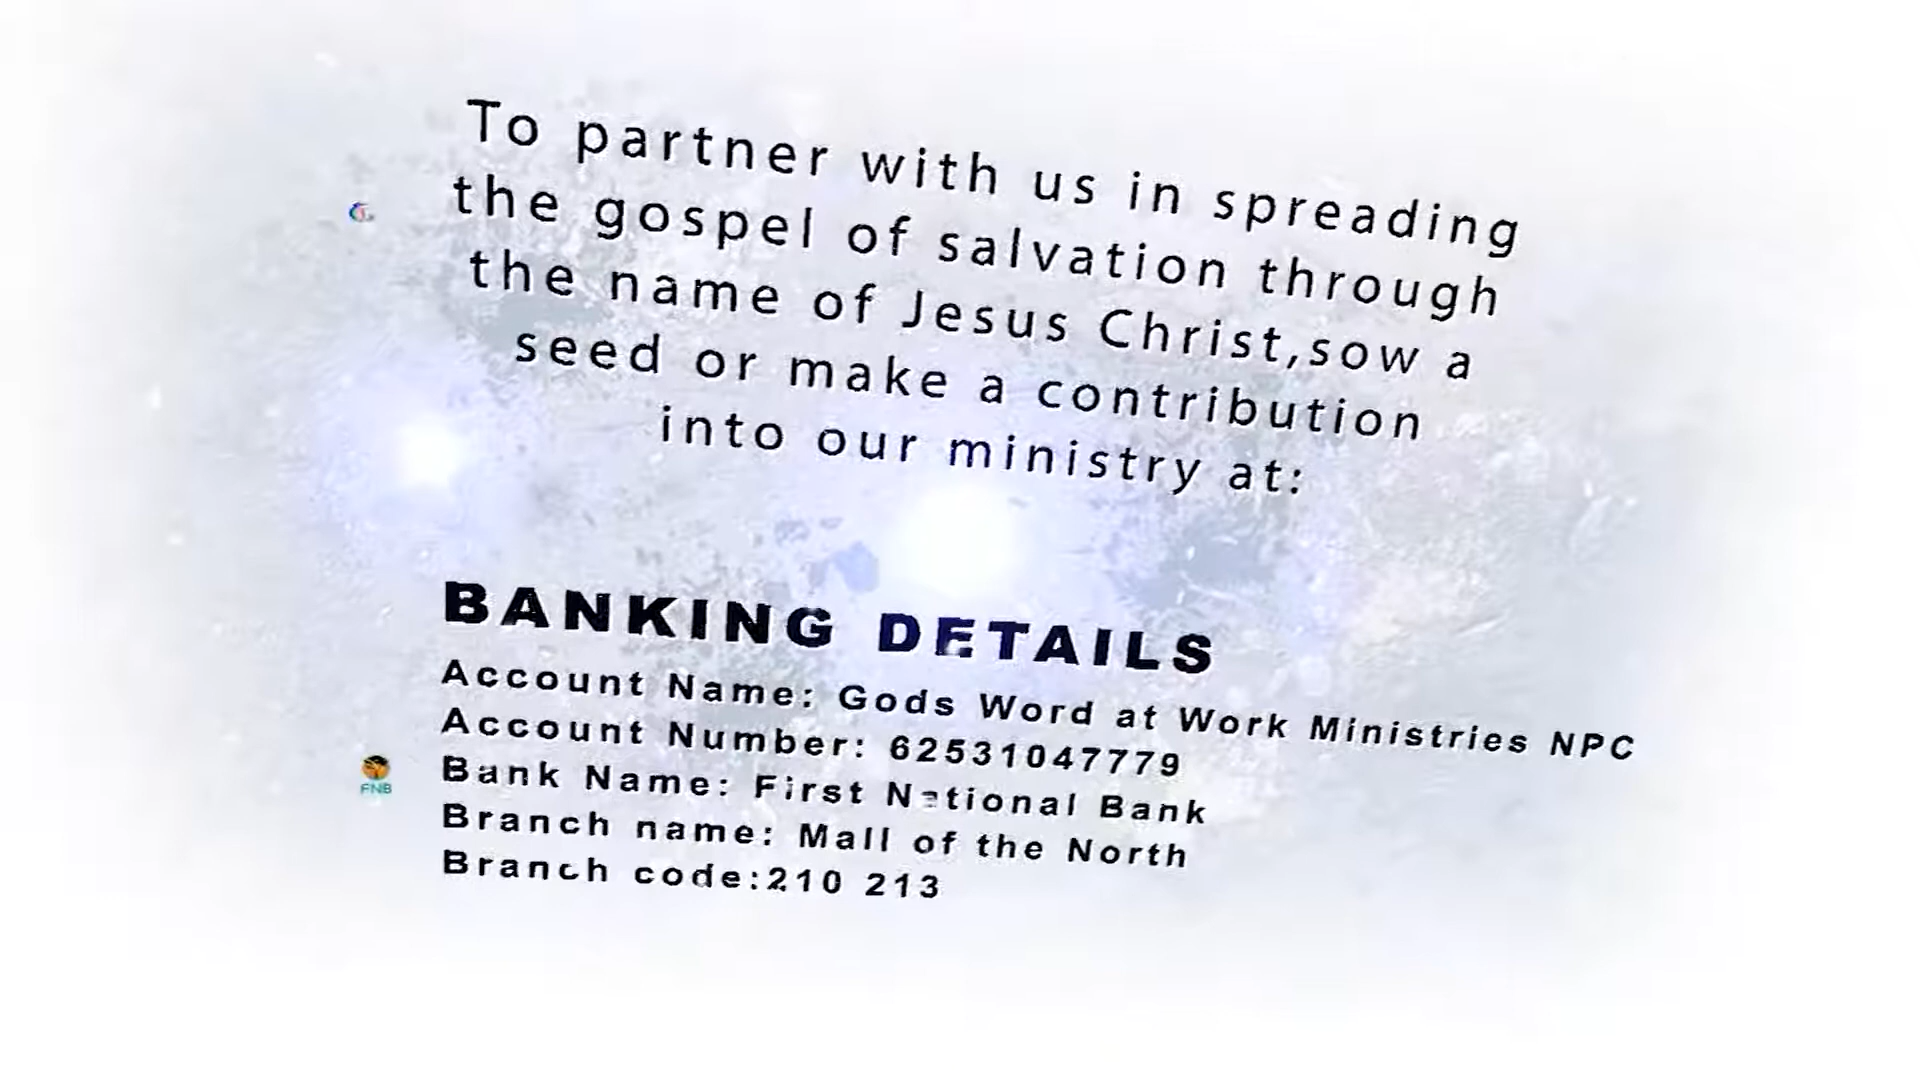 To partner with us in spreading
the gospel of salvation through
the name of Jesus Christ,sow a
seed or make a contribution
into our ministry at:
BANKING DETAILS
Account Name: Gods Word at Work Ministries NPC
Account Number: 62531047779
Bank Name: First National Bank
FNB
Branch name: Mall of the North
Branch code:210 213